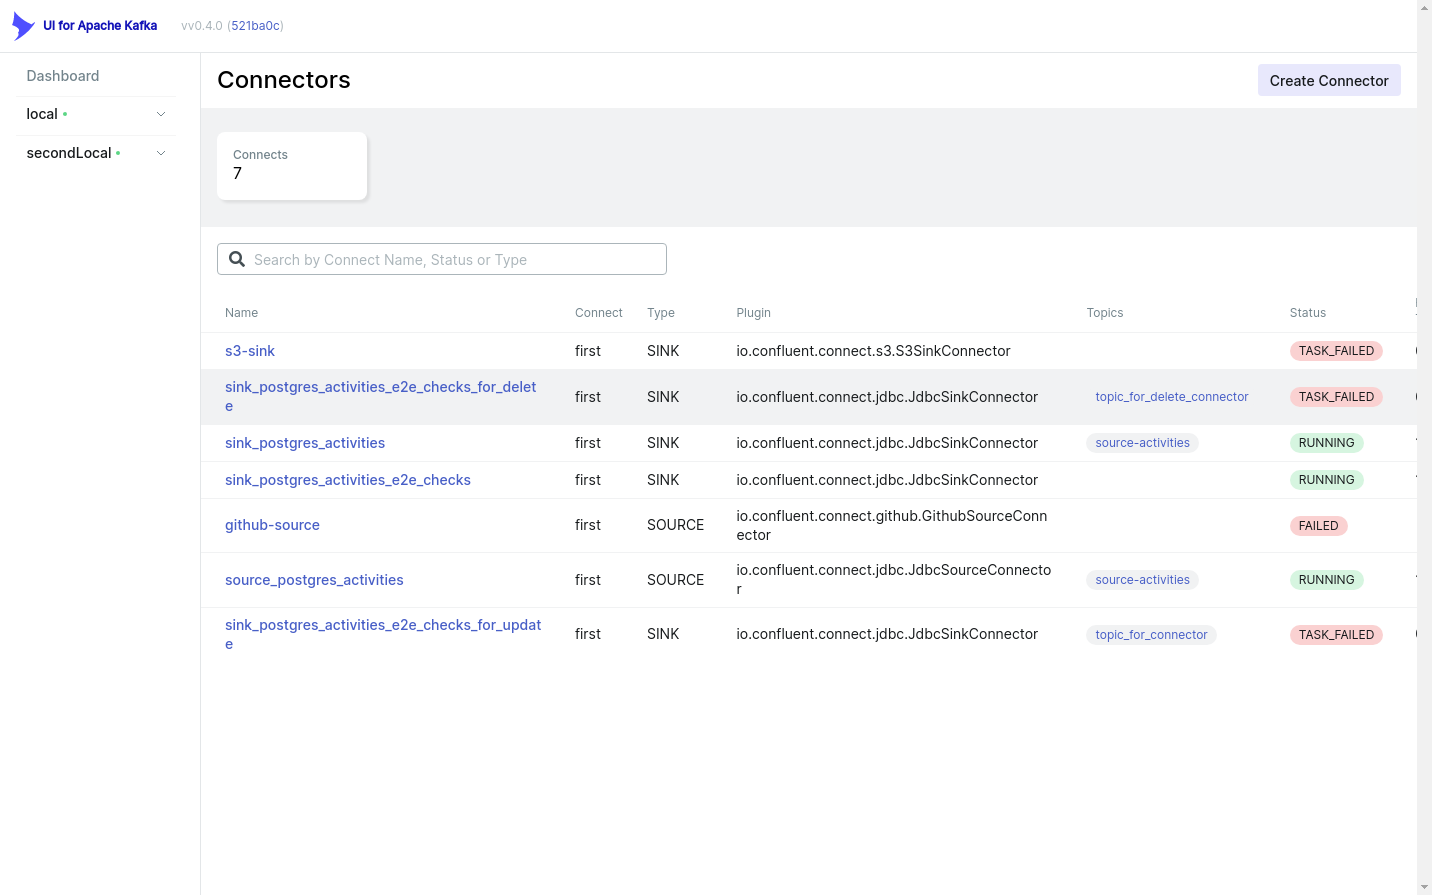 UI for Apache Kafka vv0.4.0 (521ba0c)
Dashboard
local
secondLocal
Connectors
Create Connector
Connects
7
Search by Connect Name, Status or Type
Name Connect Type Plugin Topics Status
s3-sink first SINK io.confluent.connect.s3.S3SinkConnector TASK_FAILED
sink_postgres_activities_e2e_checks_for_delet
e
first SINK io.confluent.connect.jdbc.JdbcSinkConnector topic_for_delete_connector TASK_FAILED
sink_postgres_activities first SINK io.confluent.connect.jdbc.JdbcSinkConnector source-activities RUNNING
sink_postgres_activities_e2e_checks first SINK io.confluent.connect.jdbc.JdbcSinkConnector RUNNING
github-source first SOURCE io.confluent.connect.github.GithubSourceConn
ector
FAILED
source_postgres_activities first SOURCE io.confluent.connect.jdbc.JdbcSourceConnecto
r
source-activities RUNNING
sink_postgres_activities_e2e_checks_for_updat
e
first SINK io.confluent.connect.jdbc.JdbcSinkConnector topic_for_connector TASK_FAILED